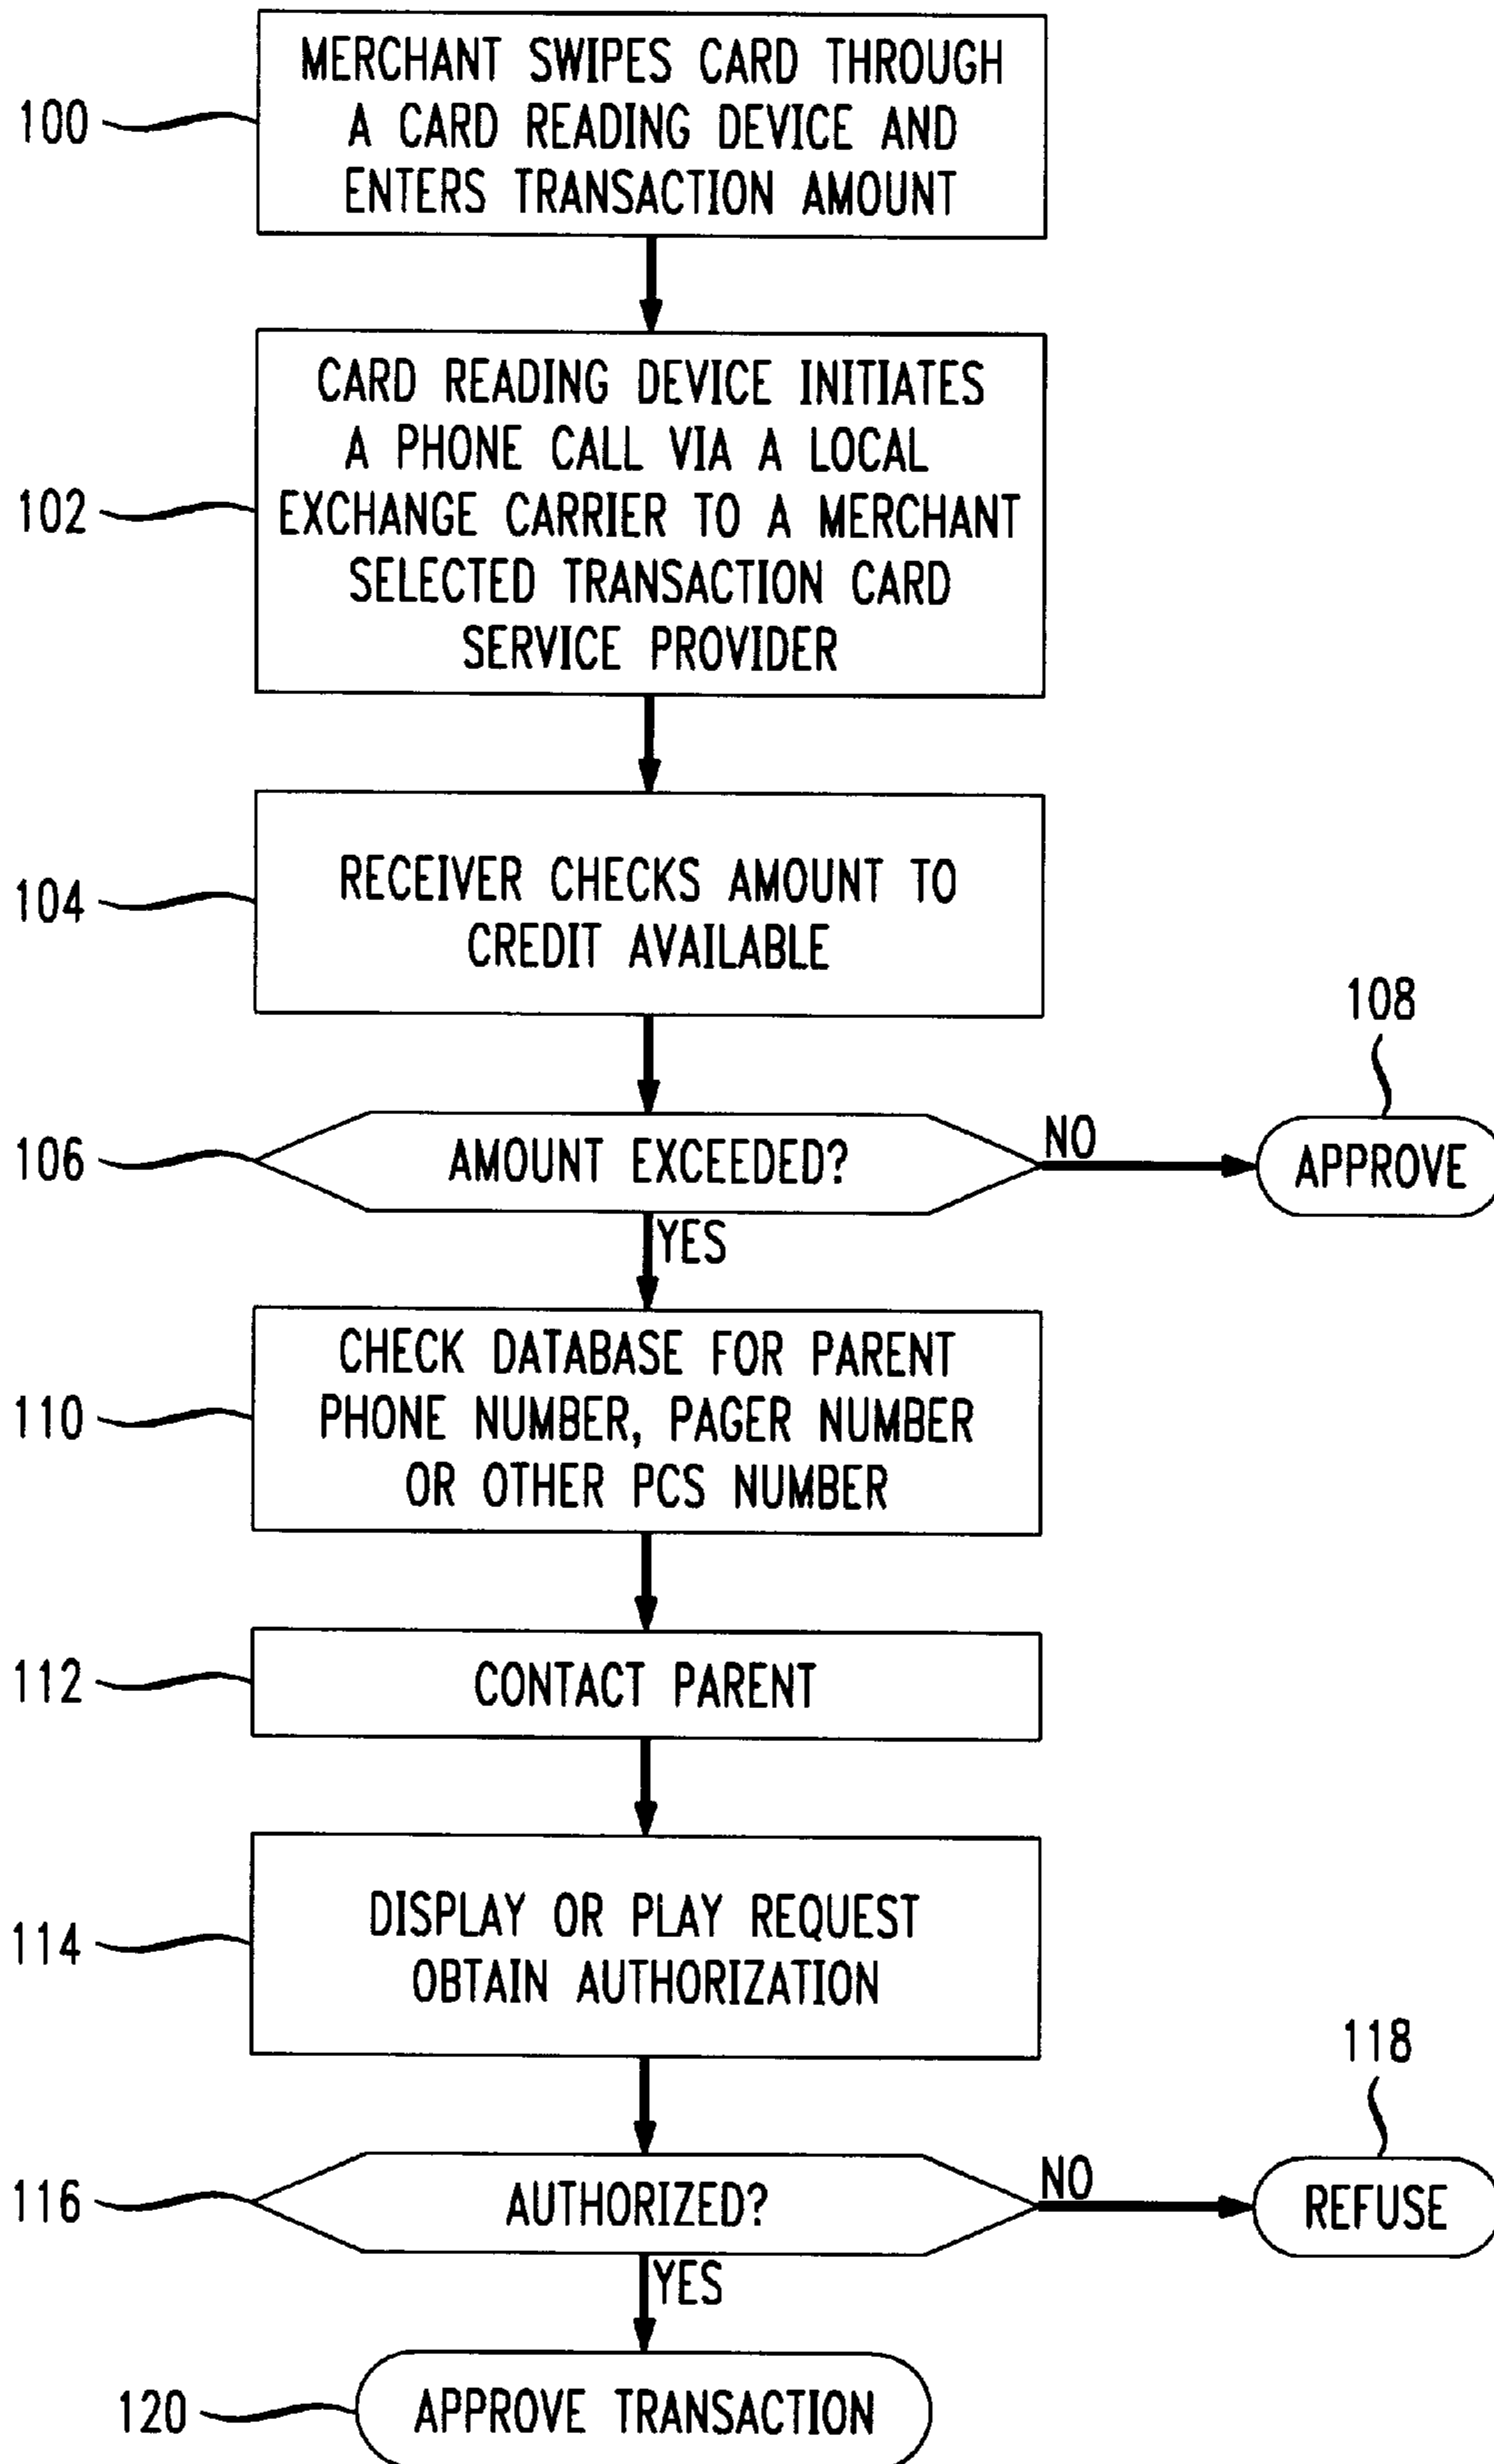 100
MERCHANT SWIPES CARD THROUGH
A CARD READING DEVICE AND
ENTERS TRANSACTION AMOUNT
102
CARD READING DEVICE INITIATES
A PHONE CALL VIA A LOCAL
EXCHANGE CARRIER TO A MERCHANT
SELECTED TRANSACTION CARD
SERVICE PROVIDER
104
RECEIVER CHECKS AMOUNT TO
CREDIT AVAILABLE
106
AMOUNT EXCEEDED?
NO
108
APPROVE
YES
110
CHECK DATABASE FOR PARENT
PHONE NUMBER, PAGER NUMBER
OR OTHER PCS NUMBER
112
CONTACT PARENT
114
DISPLAY OR PLAY REQUEST
OBTAIN AUTHORIZATION
116
AUTHORIZED?
NO
118
REFUSE
YES
120
APPROVE TRANSACTION